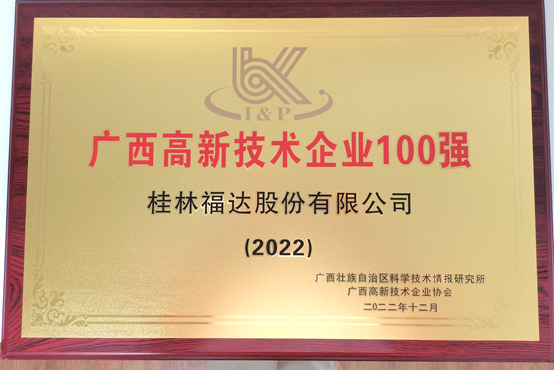 I&P
广西高新技术企业100强
桂林福达股份有限公司
(2022)
广西壮族自治区科学技术情报研究所
广西高新技术企业协会
二〇二二年十二月